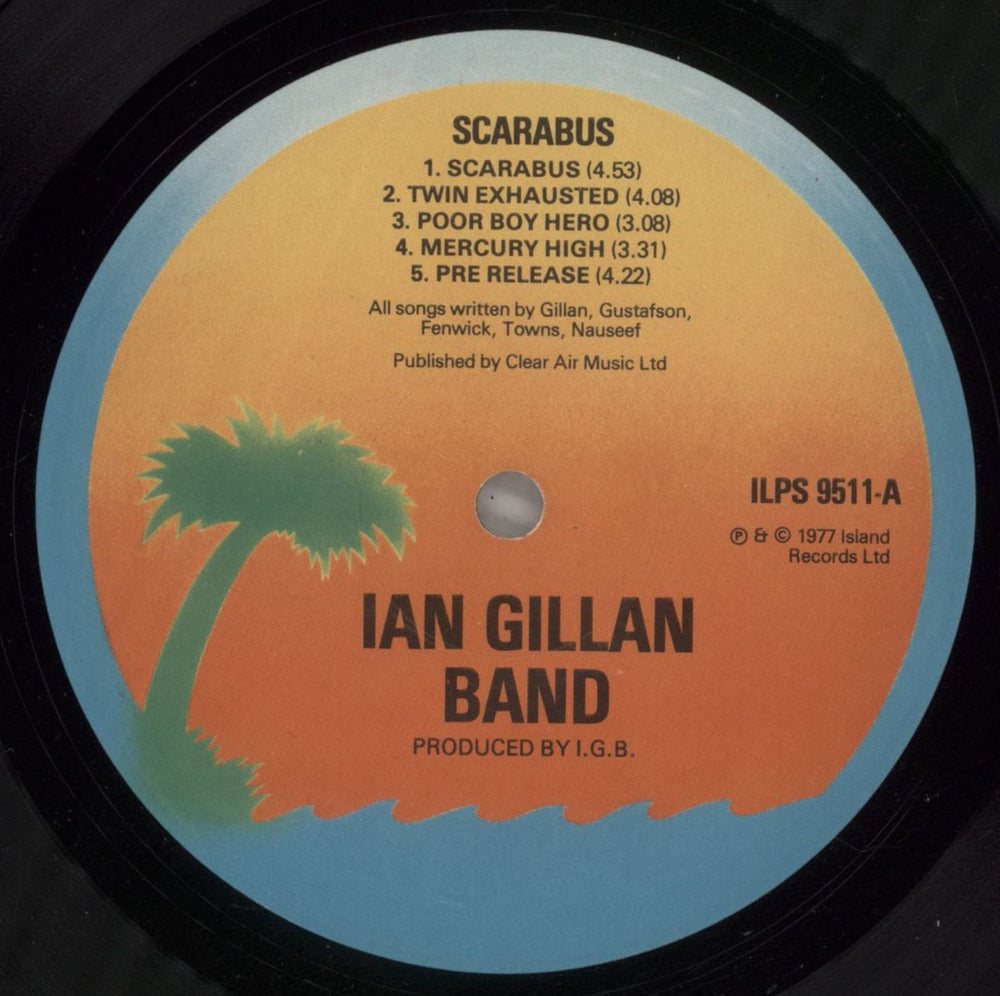 SCARABUS
1. SCARABUS (4.53)
2. TWIN EXHAUSTED (4.08)
3. POOR BOY HERO (3.08)
4. MERCURY HIGH (3.31)
5. PRE RELEASE (4.22)
All songs written by Gillan, Gustafson,
Fenwick, Towns, Nauseef
Published by Clear Air Music Ltd
ILPS 9511-A
℗ & © 1977 Island
Records Ltd
IAN GILLAN
BAND
PRODUCED BY I.G.B.